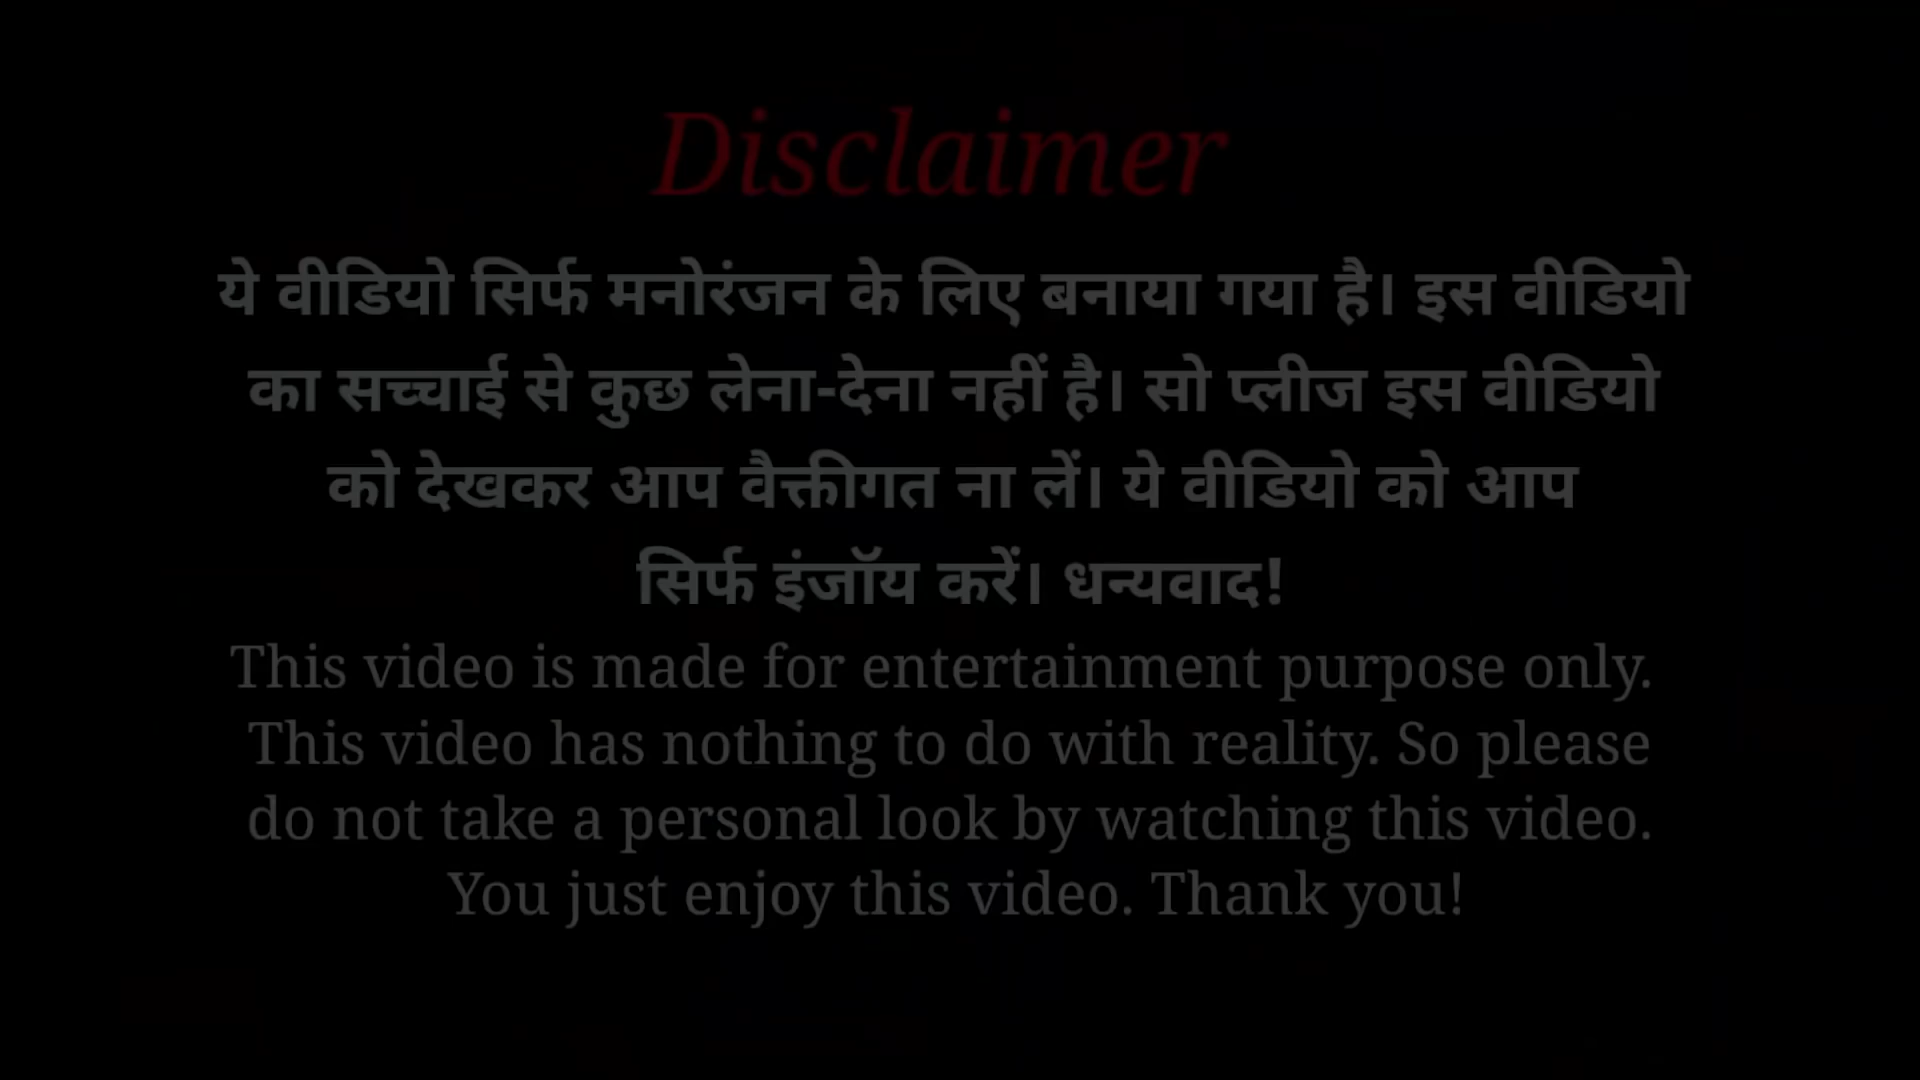 Disclaimer
ये वीडियो सिर्फ मनोरंजन के लिए बनाया गया है। इस वीडियो
का सच्चाई से कुछ लेना-देना नहीं है। सो प्लीज इस वीडियो
को देखकर आप वैक्तीगत ना लें। ये वीडियो को आप
सिर्फ इंजॉय करें। धन्यवाद!
This video is made for entertainment purpose only.
This video has nothing to do with reality. So please
do not take a personal look by watching this video.
You just enjoy this video. Thank you!